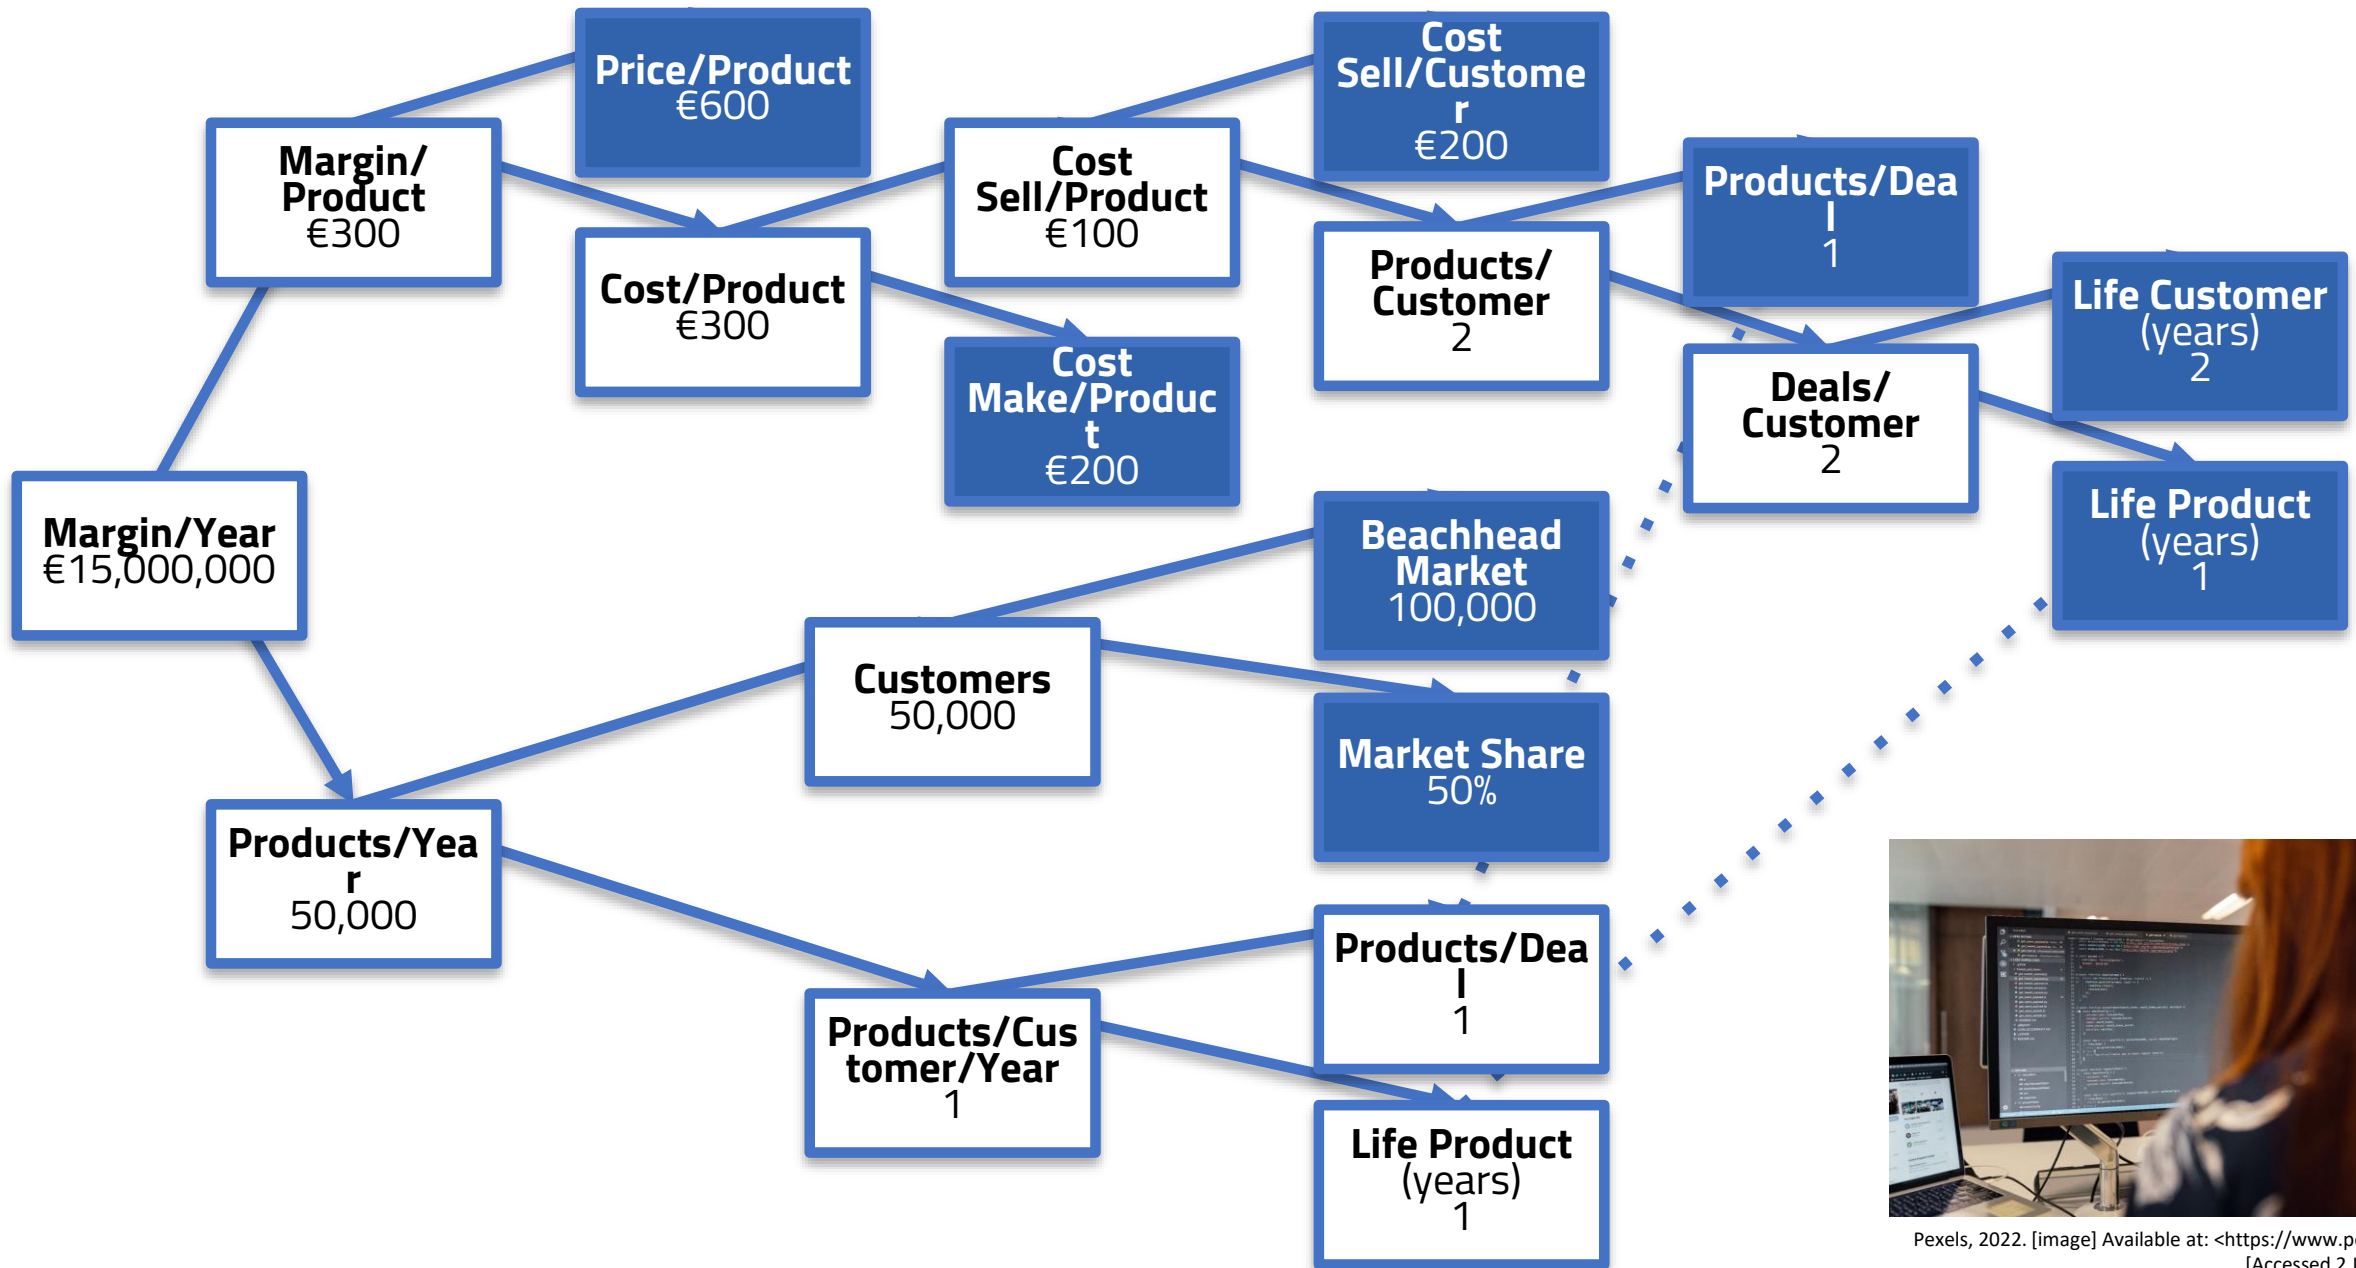 Price/Product
€600
Cost
Sell/Custome
r
€200
Margin/
Product
€300
Cost
Sell/Product
€100
Products/Dea
l
1
Cost/Product
€300
Products/
Customer
2
Life Customer
(years)
2
Cost
Make/Produc
t
€200
Deals/
Customer
2
Margin/Year
€15,000,000
Beachhead
Market
100,000
Life Product
(years)
1
Customers
50,000
Market Share
50%
Products/Yea
r
50,000
Products/Dea
l
1
Products/Cus
tomer/Year
1
Life Product
(years)
1
Pexels, 2022. [image] Available at: <https://www.pe
[Accessed 2